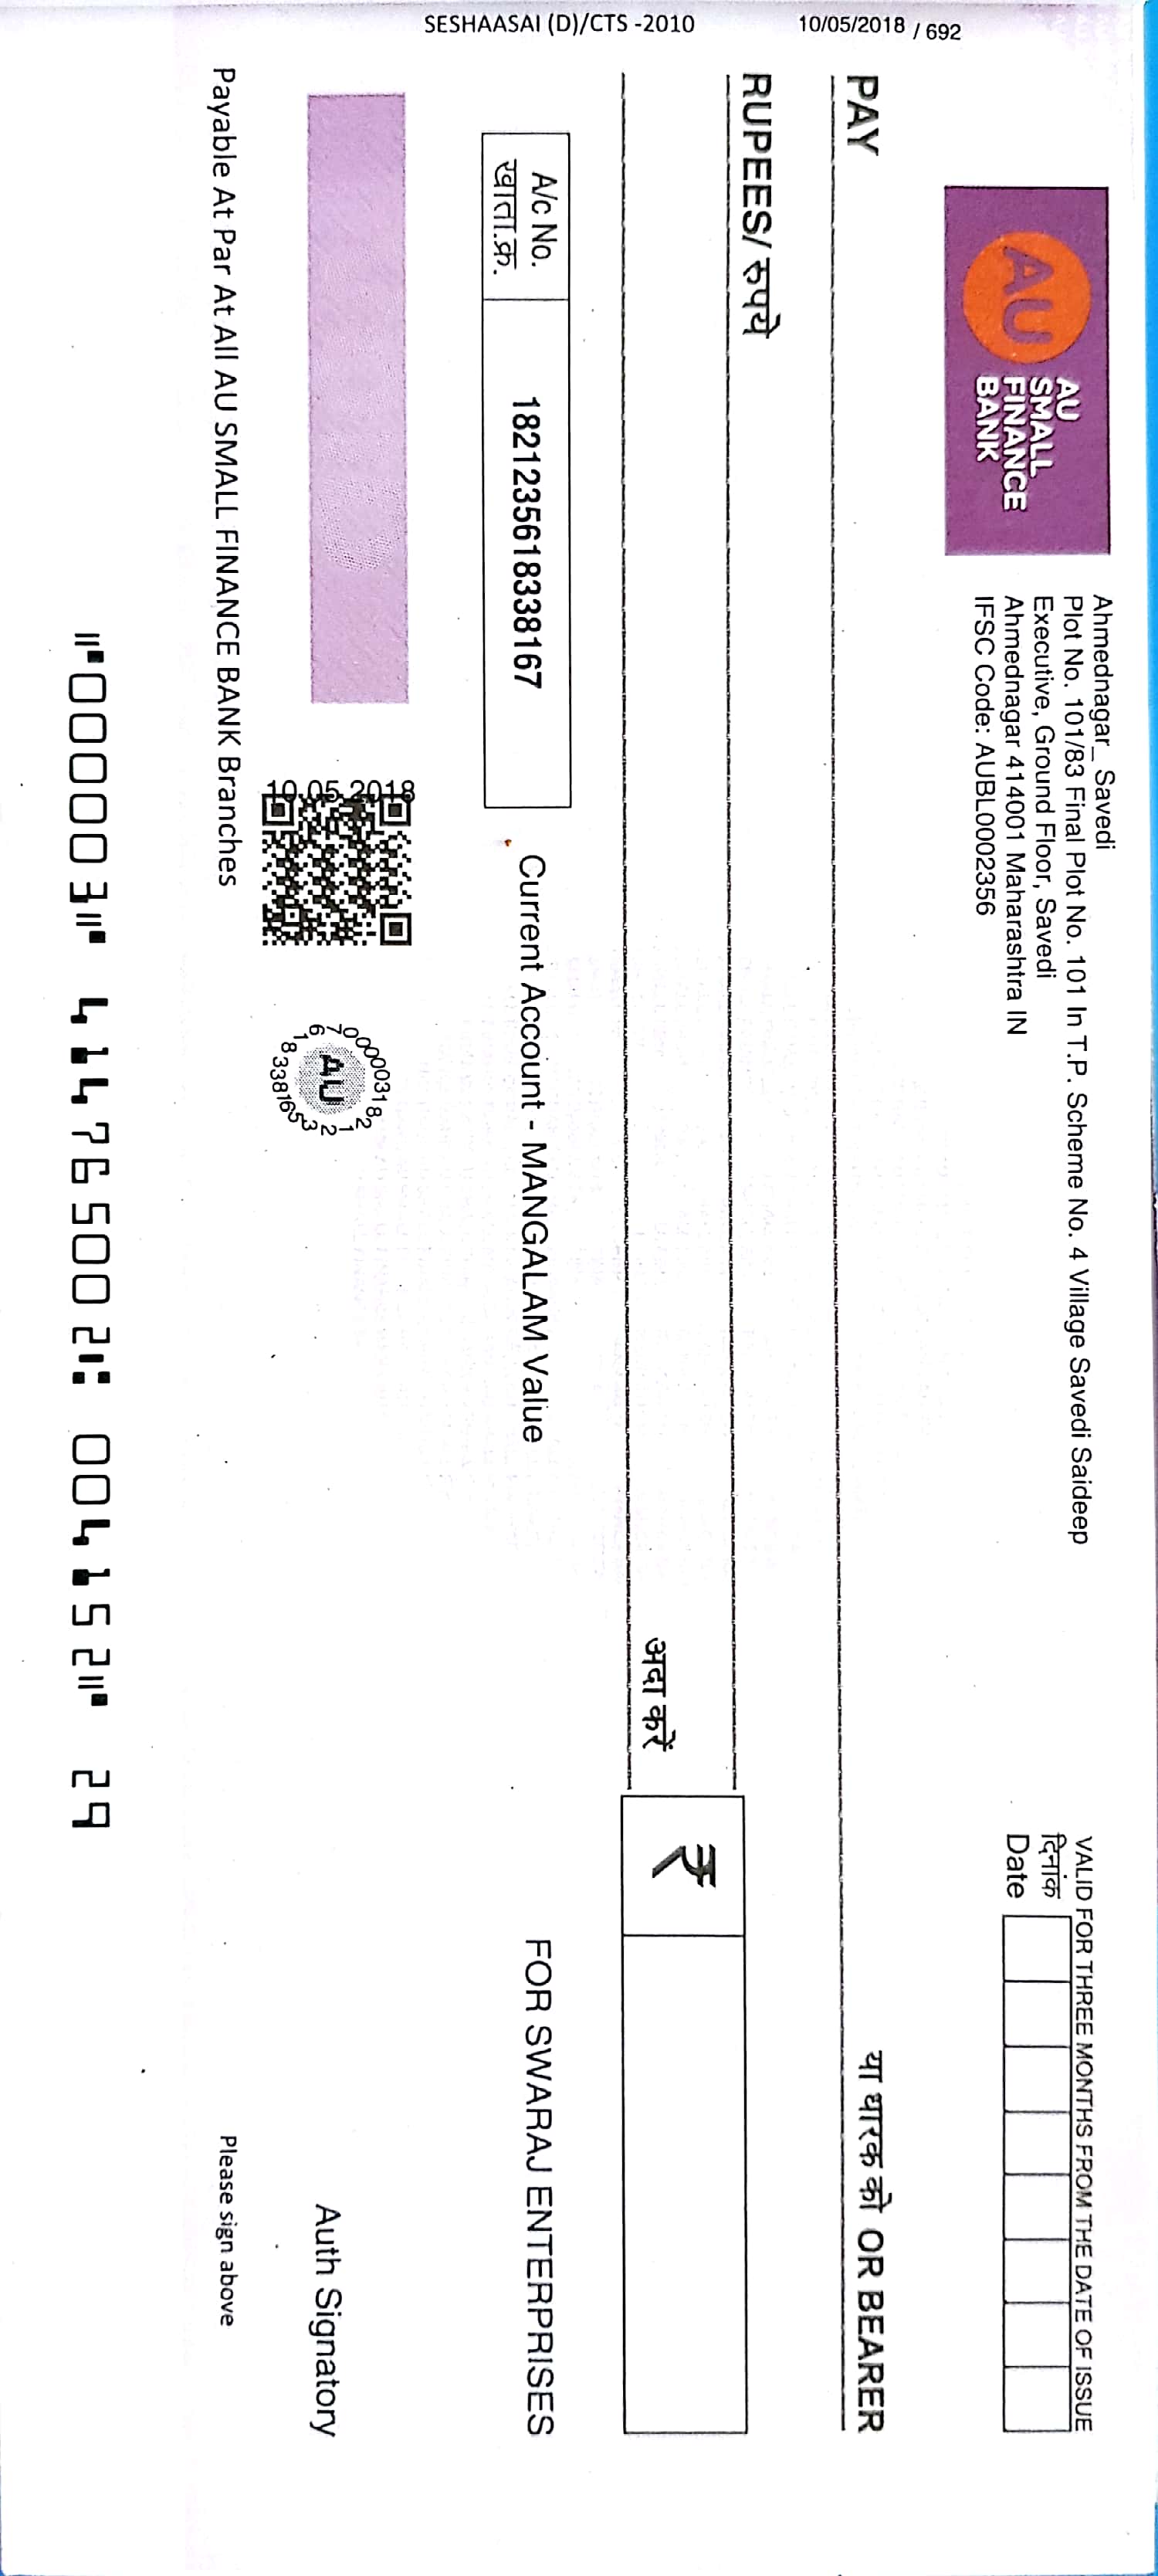 AU
AU
SMALL
FINANCE
BANK
Ahmednagar_ Savedi
Plot No. 101/83 Final Plot No. 101 In T.P. Scheme No. 4 Village Savedi Saideep
Executive, Ground Floor, Savedi
Ahmednagar 414001 Maharashtra IN
IFSC Code: AUBL0002356
VALID FOR THREE MONTHS FROM THE DATE OF ISSUE
दिनांक
Date
PAY
या धारक को OR BEARER
RUPEES/ रुपये
अदा करें
₹
A/c No.
खाता.क्र.
1821235618338167
Current Account - MANGALAM Value
FOR SWARAJ ENTERPRISES
10.05.2018
AU
Auth Signatory
Payable At Par At All AU SMALL FINANCE BANK Branches
Please sign above
⑈000003⑈ 414765002⑆ 004152⑈ 29
SESHAASAI (D)/CTS -2010
10/05/2018 / 692